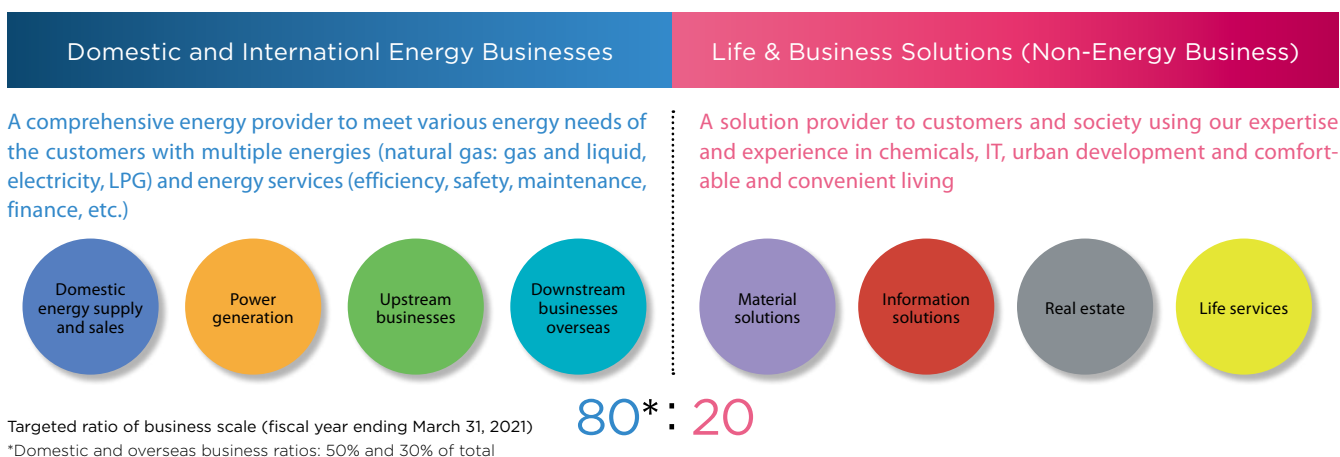 Domestic and Internationl Energy Businesses
Life & Business Solutions (Non-Energy Business)
A comprehensive energy provider to meet various energy needs of
the customers with multiple energies (natural gas: gas and liquid,
electricity, LPG) and energy services (efficiency, safety, maintenance,
finance, etc.)
A solution provider to customers and society using our expertise
and experience in chemicals, IT, urban development and comfort-
able and convenient living
Domestic
energy supply
and sales
Power
generation
Upstream
businesses
Downstream
businesses
overseas
Material
solutions
Information
solutions
Real estate
Life services
Targeted ratio of business scale (fiscal year ending March 31, 2021)
80* : 20
*Domestic and overseas business ratios: 50% and 30% of total